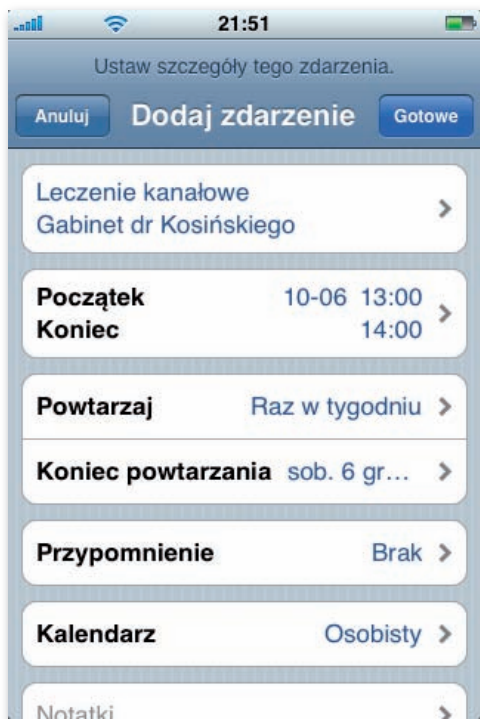 21:51
Ustaw szczegóły tego zdarzenia.
Anuluj Dodaj zdarzenie Gotowe
Leczenie kanałowe
Gabinet dr Kosińskiego
Początek 10-06 13:00
Koniec 14:00
Powtarzaj Raz w tygodniu
Koniec powtarzania sob. 6 gr...
Przypomnienie Brak
Kalendarz Osobisty
Notatki